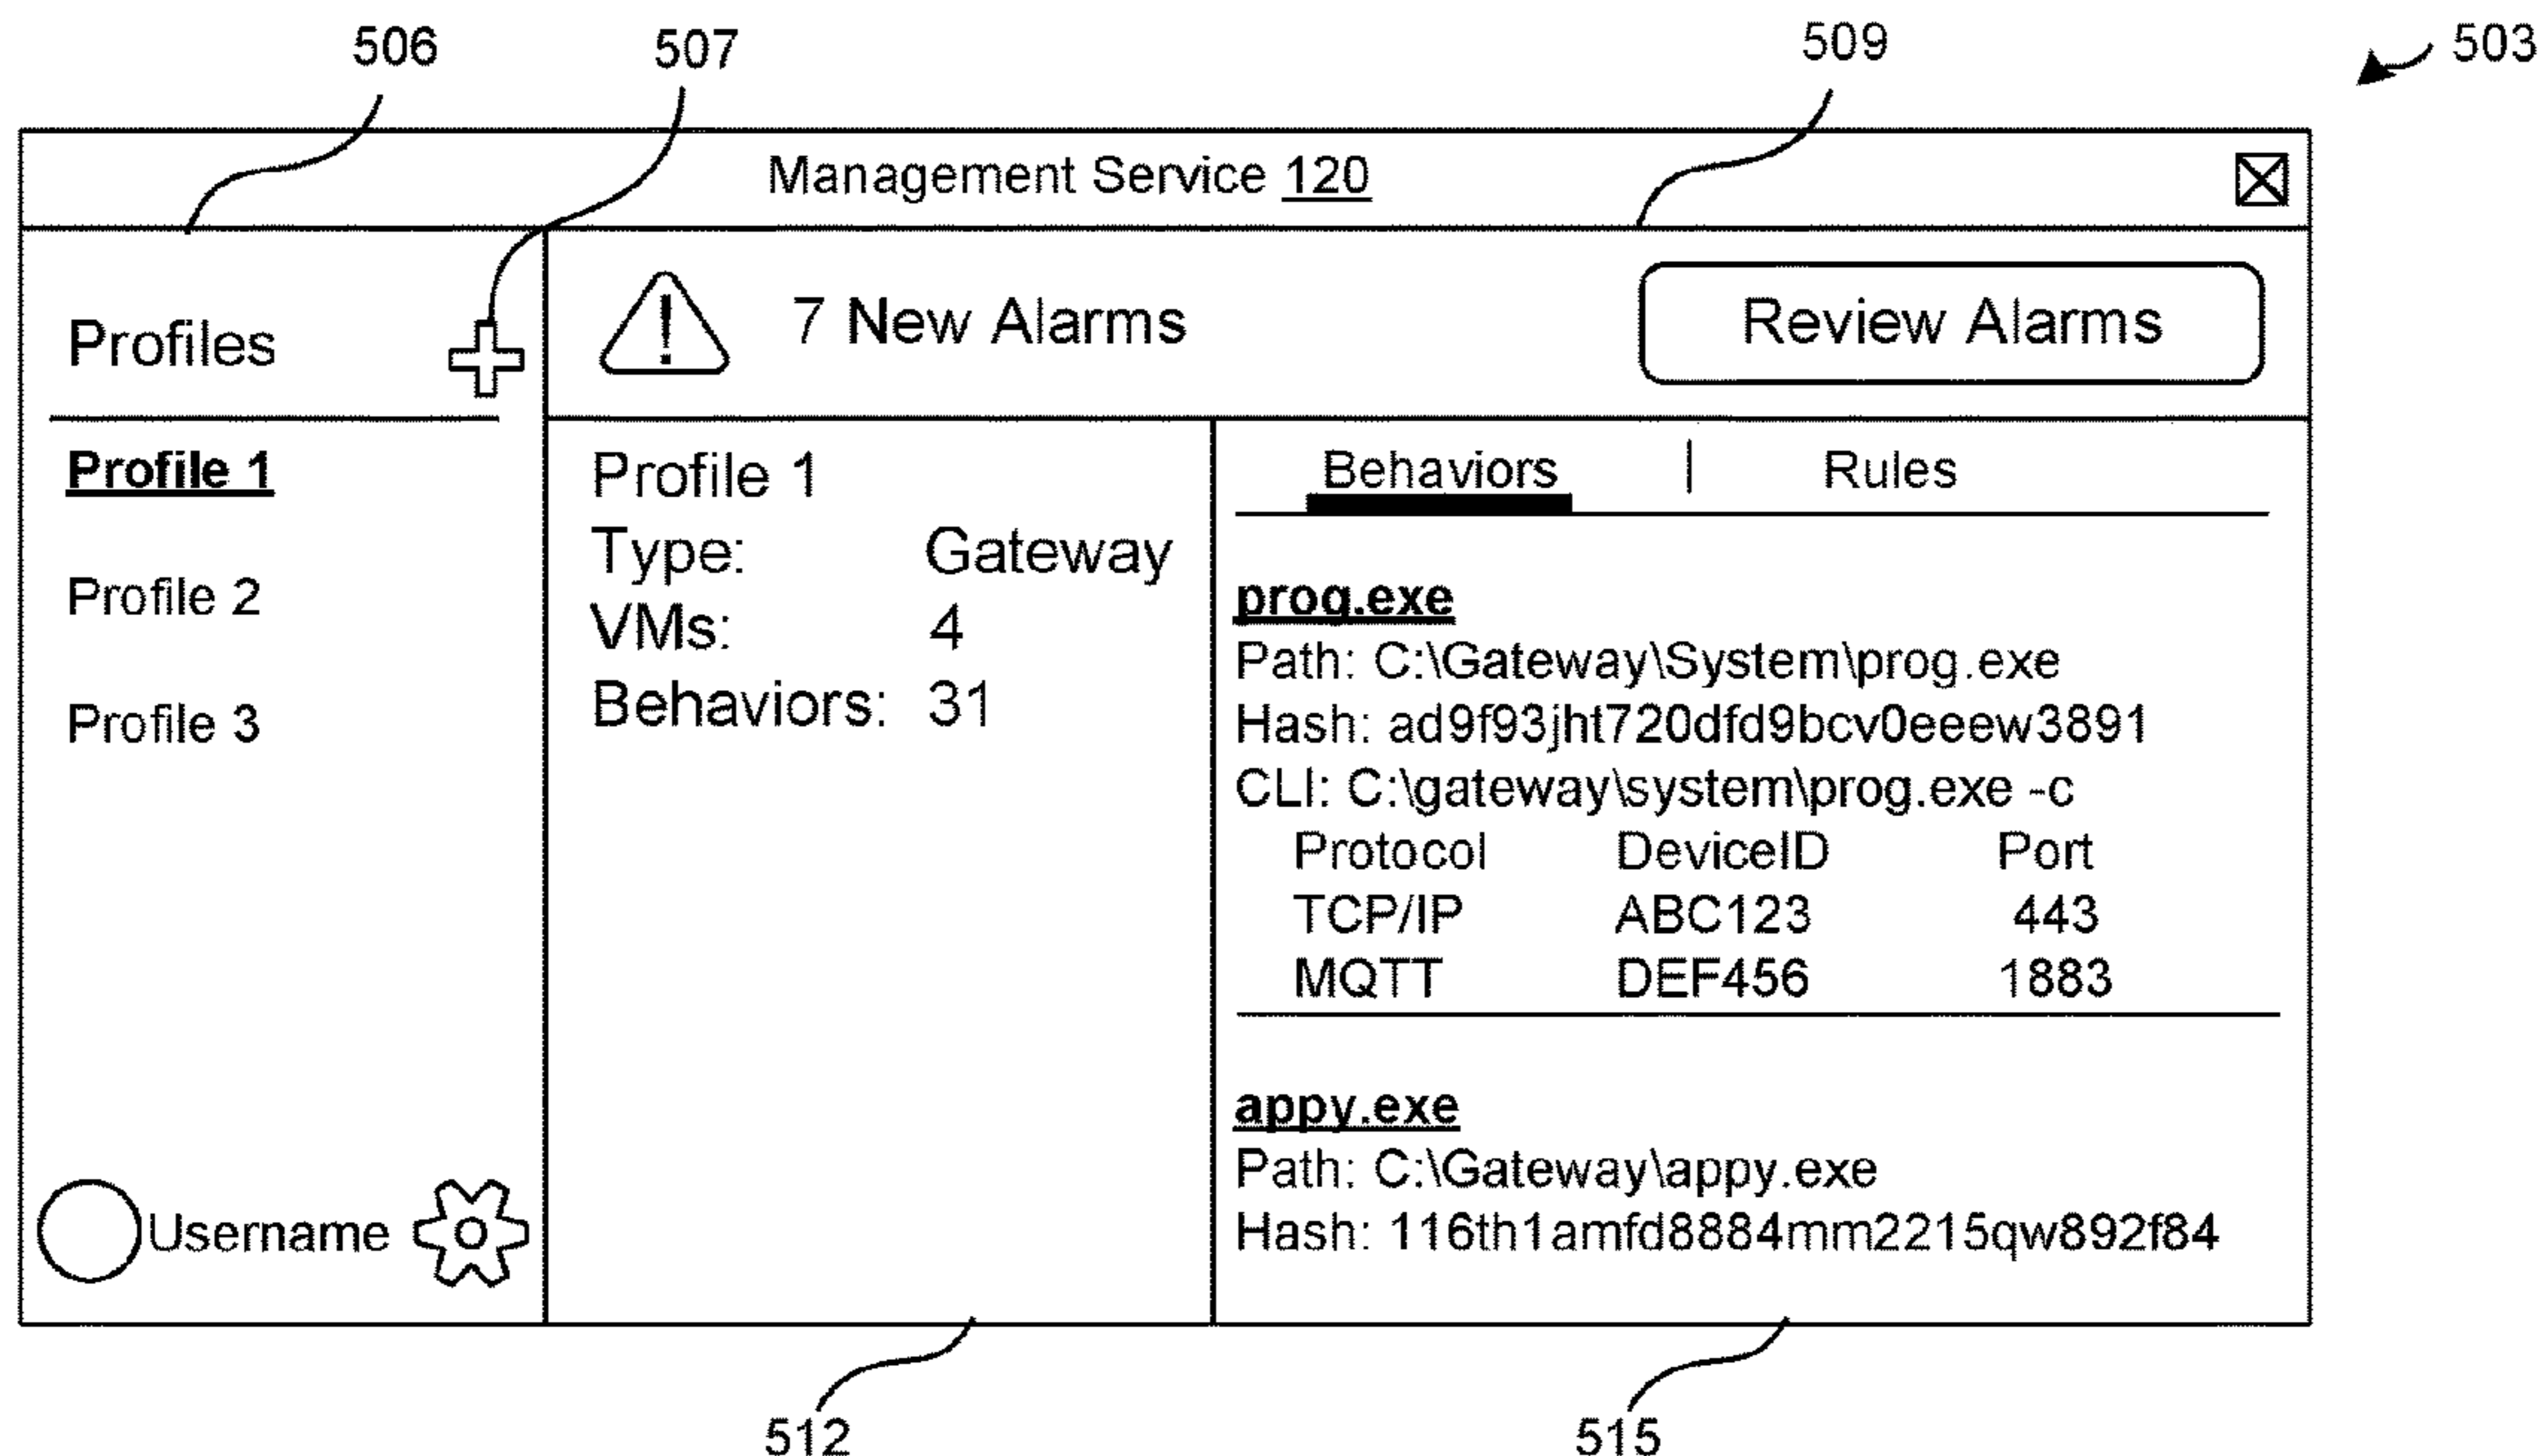 506
507
509
503
Management Service 120
Profiles
7 New Alarms
Review Alarms
Profile 1
Profile 2
Profile 3
Username
Profile 1
Type: Gateway
VMs: 4
Behaviors: 31
Behaviors | Rules
prog.exe
Path: C:\Gateway\System\prog.exe
Hash: ad9f93jht720dfd9bcv0eeew3891
CLI: C:\gateway\system\prog.exe -c
Protocol DeviceID Port
TCP/IP ABC123 443
MQTT DEF456 1883
appy.exe
Path: C:\Gateway\appy.exe
Hash: 116th1amfd8884mm2215qw892f84
512
515